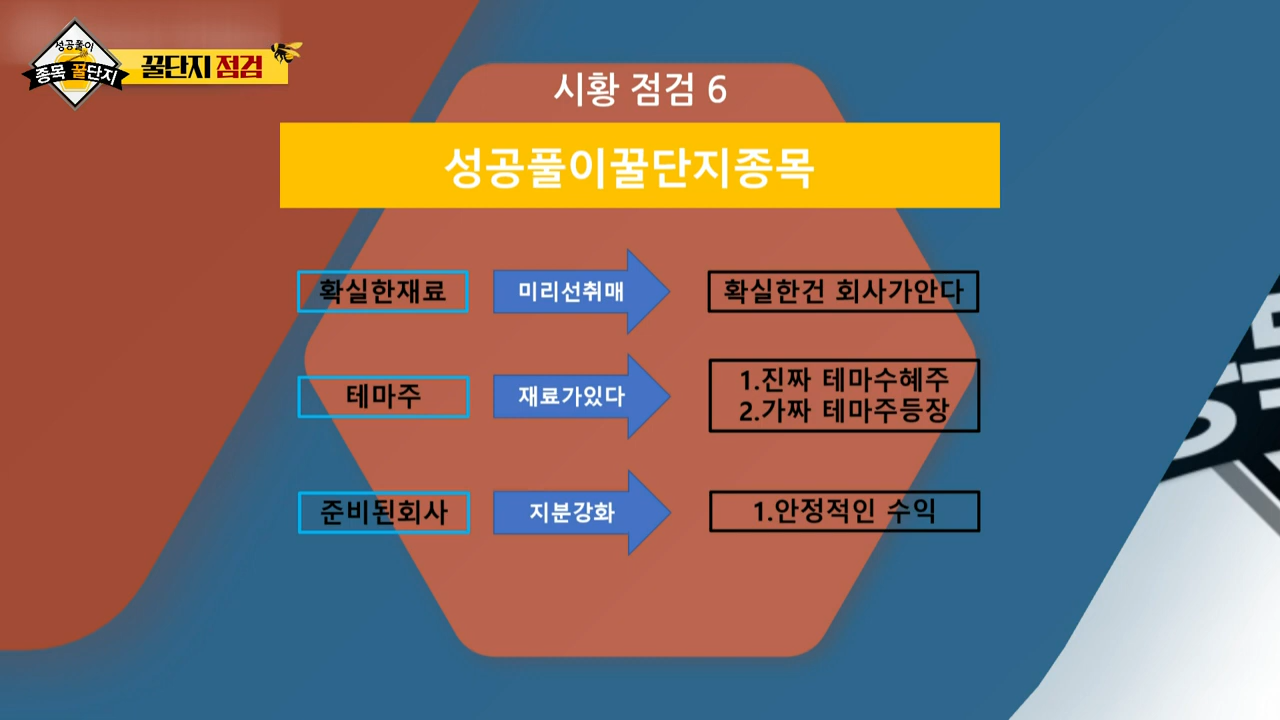 성공풀이
종목 꿀단지
꿀단지 점검
시황 점검 6
성공풀이꿀단지종목
확실한재료
미리선취매
확실한건 회사가안다
테마주
재료가있다
1.진짜 테마수혜주
2.가짜 테마주등장
준비된회사
지분강화
1.안정적인 수익